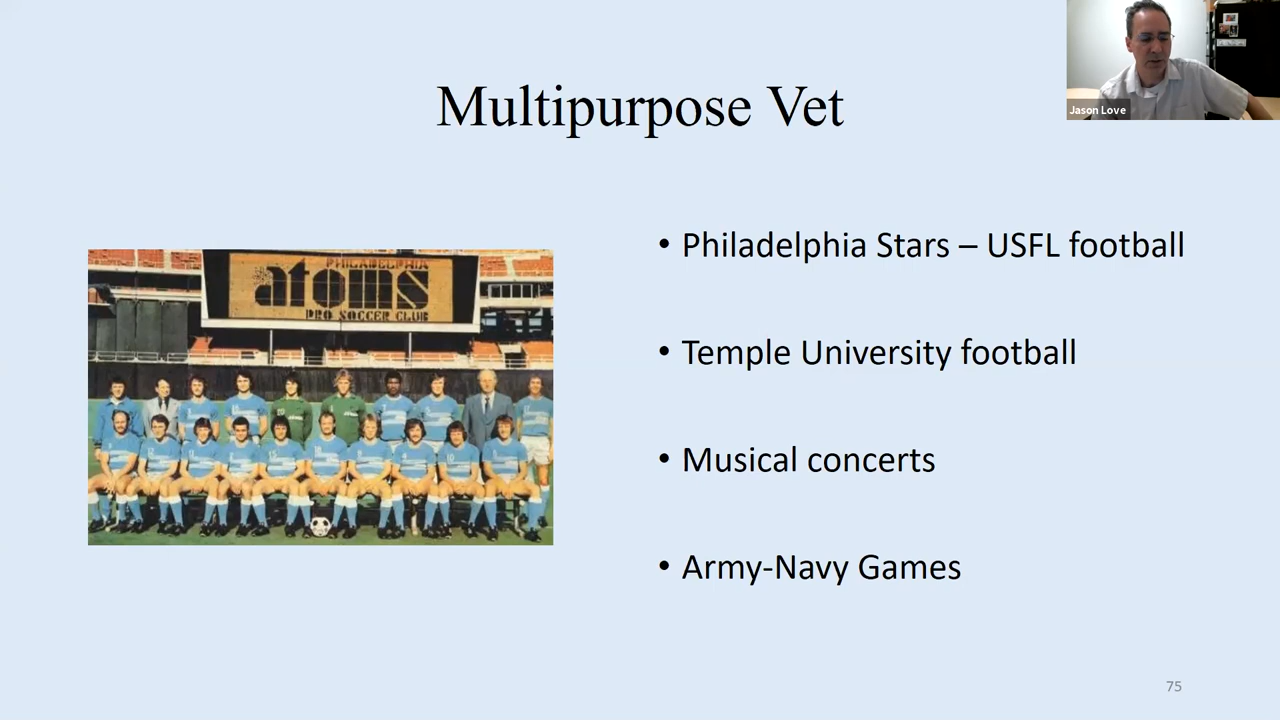 Multipurpose Vet
Jason Love
PHILADELPHIA
atoms
PRO SOCCER CLUB
• Philadelphia Stars – USFL football
• Temple University football
• Musical concerts
• Army-Navy Games
75